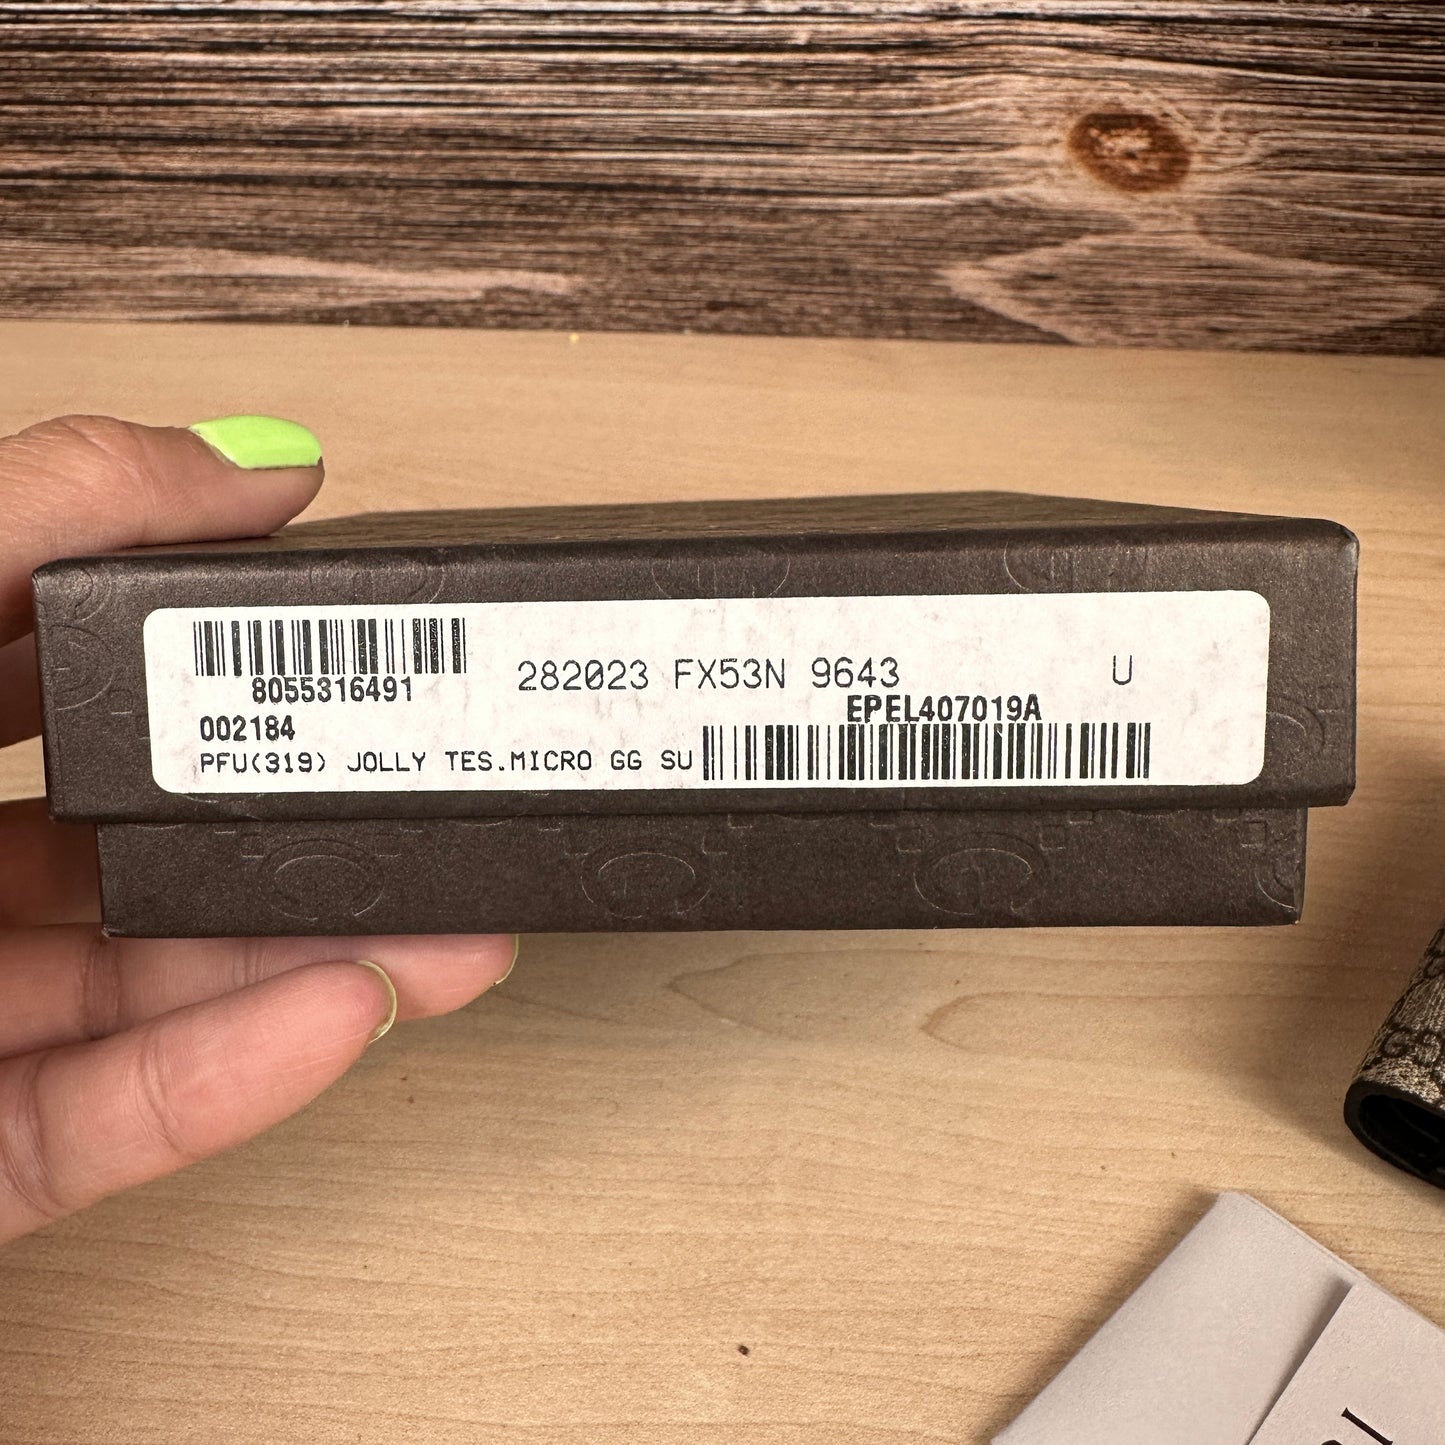 8055316491
002184
282023 FX53N 9643 U
EPEL407019A
PFU(319) JOLLY TES.MICRO GG SU